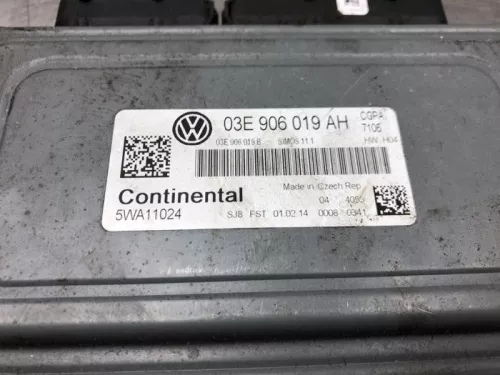 03E 906 019 AH CGPA
7106
03E 906 019 B SIMOS 11.1 HW H04
Continental Made in Czech Rep
5WA11024 04 4095
SJB FST 01.02.14 0008 0341